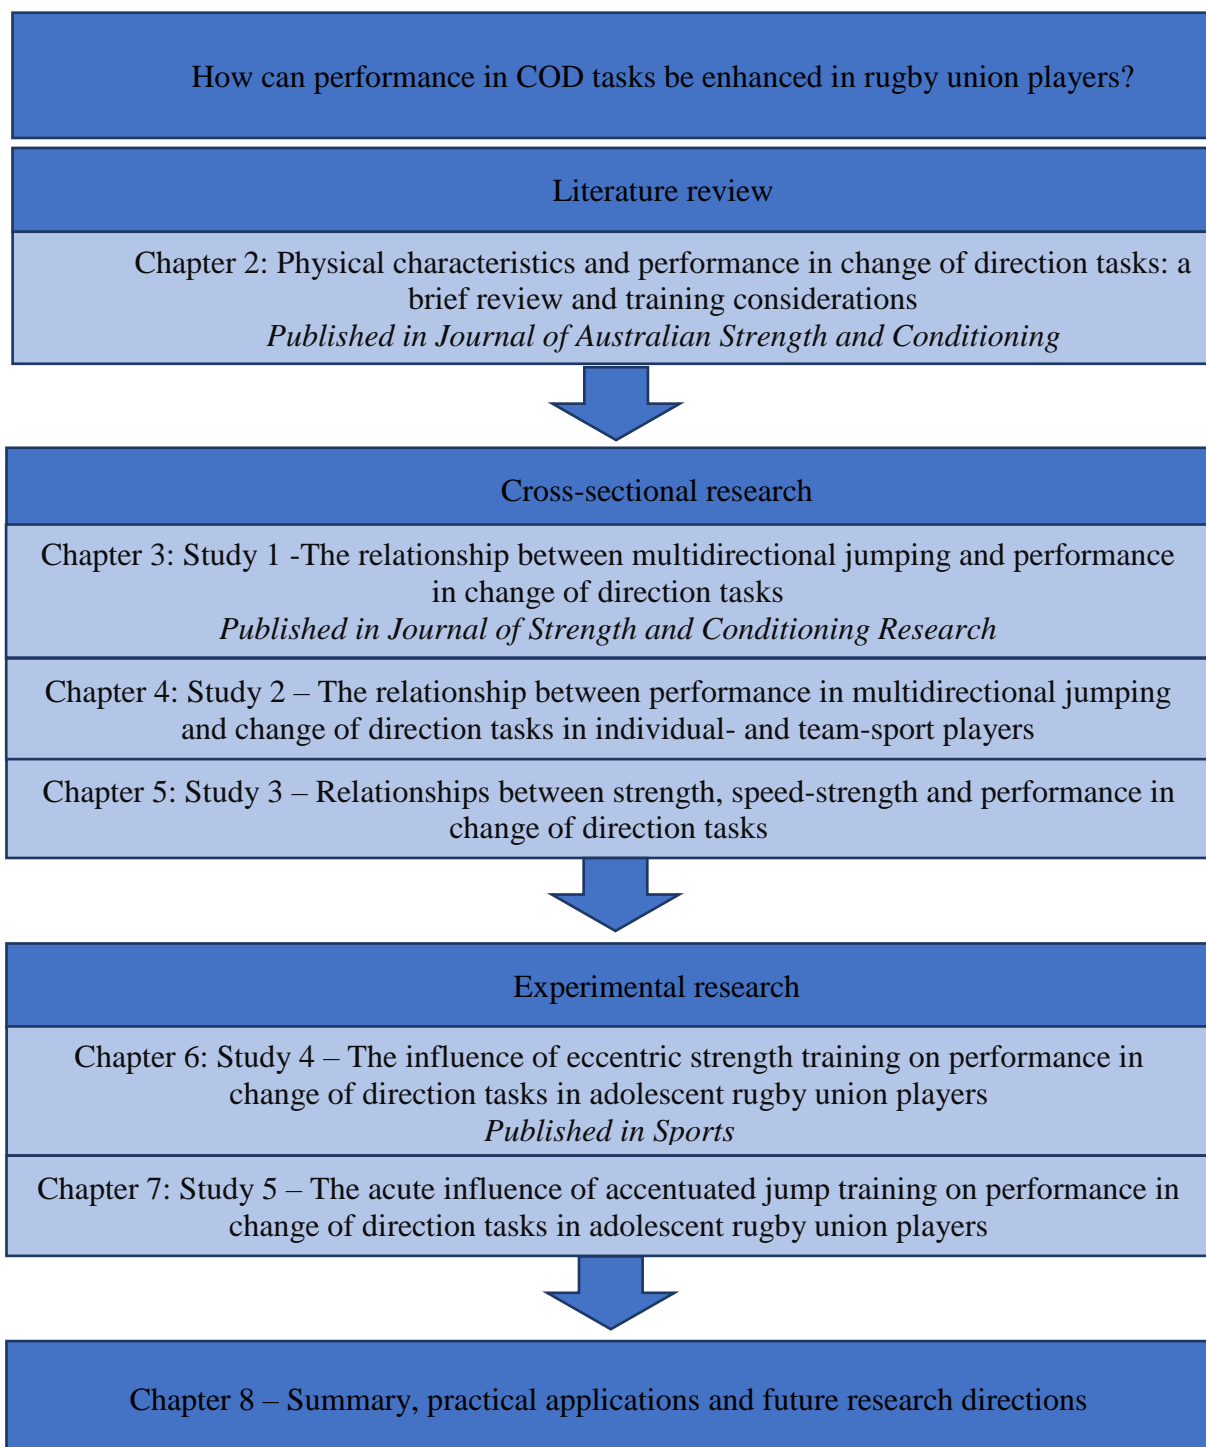 How can performance in COD tasks be enhanced in rugby union players?
Literature review
Chapter 2: Physical characteristics and performance in change of direction tasks: a
brief review and training considerations
Published in Journal of Australian Strength and Conditioning
Cross-sectional research
Chapter 3: Study 1 -The relationship between multidirectional jumping and performance
in change of direction tasks
Published in Journal of Strength and Conditioning Research
Chapter 4: Study 2 – The relationship between performance in multidirectional jumping
and change of direction tasks in individual- and team-sport players
Chapter 5: Study 3 – Relationships between strength, speed-strength and performance in
change of direction tasks
Experimental research
Chapter 6: Study 4 – The influence of eccentric strength training on performance in
change of direction tasks in adolescent rugby union players
Published in Sports
Chapter 7: Study 5 – The acute influence of accentuated jump training on performance in
change of direction tasks in adolescent rugby union players
Chapter 8 – Summary, practical applications and future research directions